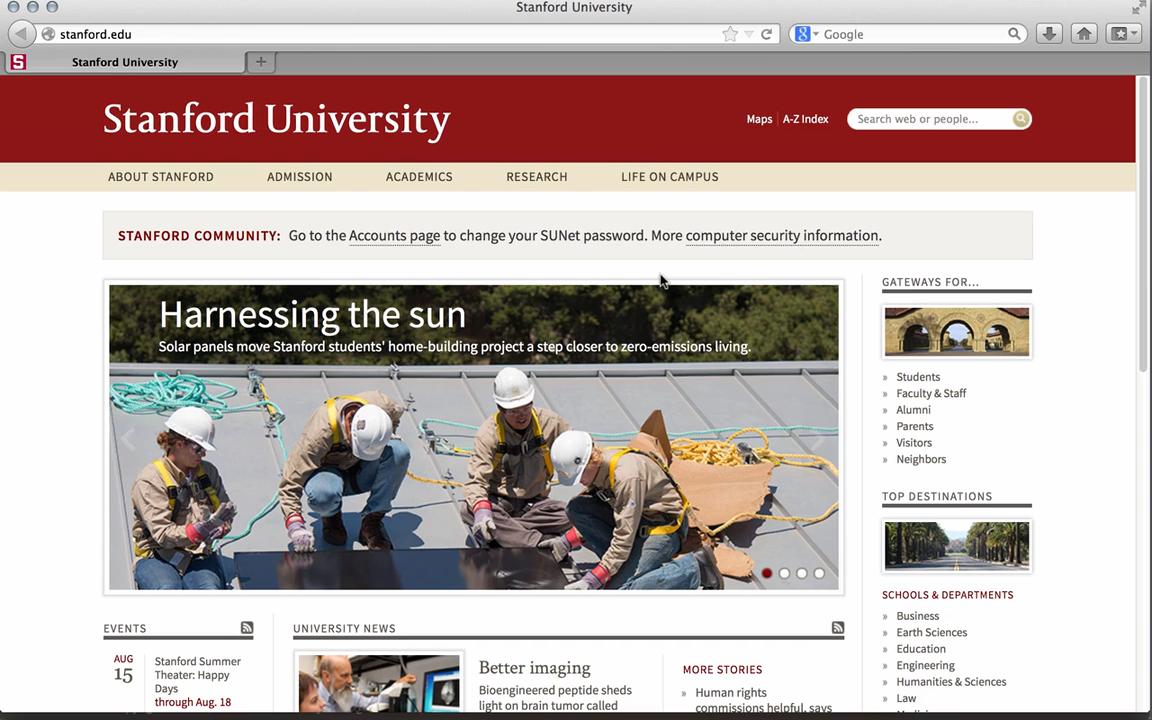 Stanford University
stanford.edu
Google
Stanford University
Stanford University
Maps
A-Z Index
Search web or people...
ABOUT STANFORD
ADMISSION
ACADEMICS
RESEARCH
LIFE ON CAMPUS
STANFORD COMMUNITY: Go to the Accounts page to change your SUNet password. More computer security information.
Harnessing the sun
Solar panels move Stanford students' home-building project a step closer to zero-emissions living.
GATEWAYS FOR...
» Students
» Faculty & Staff
» Alumni
» Parents
» Visitors
» Neighbors
TOP DESTINATIONS
SCHOOLS & DEPARTMENTS
» Business
» Earth Sciences
» Education
» Engineering
» Humanities & Sciences
» Law
EVENTS
AUG
15
Stanford Summer
Theater: Happy
Days
through Aug. 18
UNIVERSITY NEWS
Better imaging
Bioengineered peptide sheds
light on brain tumor called
MORE STORIES
» Human rights
commissions helpful, says